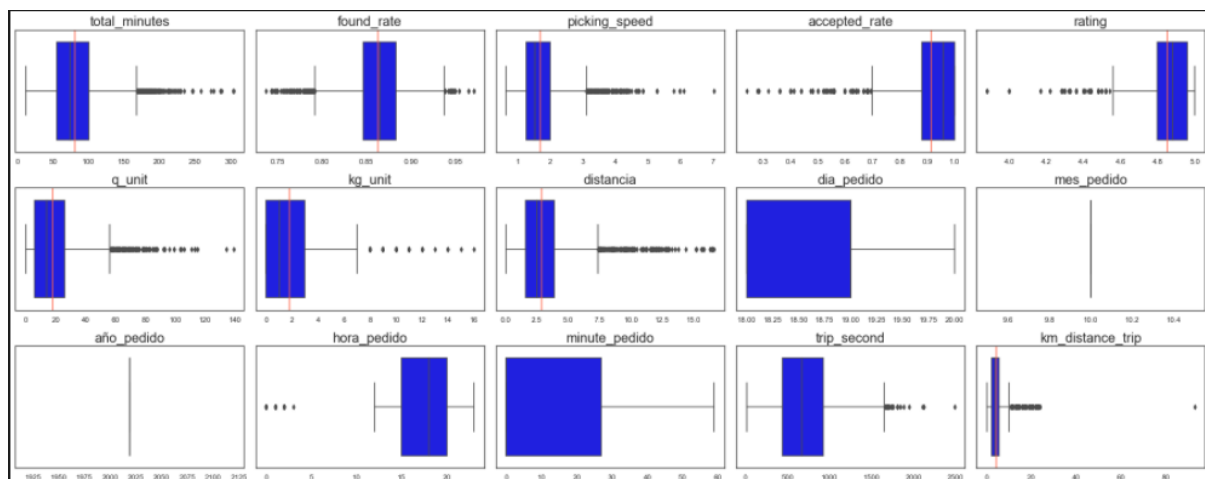 total_minutes found_rate picking_speed accepted_rate rating
0 50 100 150 200 250 300 0.75 0.80 0.85 0.90 0.95 1 2 3 4 5 6 7 0.3 0.4 0.5 0.6 0.7 0.8 0.9 1.0 4.0 4.2 4.4 4.6 4.8 5.0
q_unit kg_unit distancia dia_pedido mes_pedido
0 20 40 60 80 100 120 140 0 2 4 6 8 10 12 14 16 0.0 2.5 5.0 7.5 10.0 12.5 15.0 18.00 18.25 18.50 18.75 19.00 19.25 19.50 19.75 20.00 9.6 9.8 10.0 10.2 10.4
año_pedido hora_pedido minute_pedido trip_second km_distance_trip
1925 1950 1975 2000 2025 2050 2075 2100 2125 0 5 10 15 20 0 10 20 30 40 50 60 0 500 1000 1500 2000 2500 0 20 40 60 80